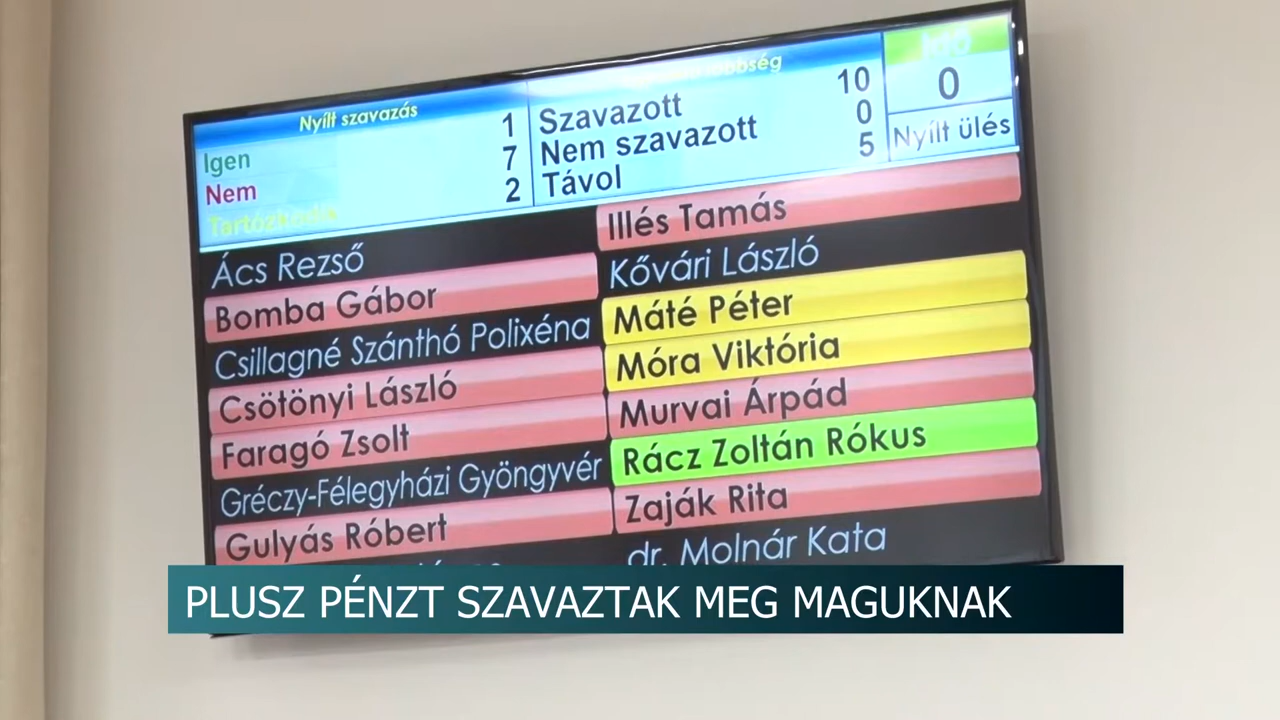 Nyílt szavazás
Igen 1
Nem 7
Tartózkodik 2
Szavazott 10
Nem szavazott 0
Távol 5
Idő
0
Nyílt ülés
Ács Rezső
Bomba Gábor
Csillagné Szánthó Polixéna
Csötönyi László
Faragó Zsolt
Gréczy-Félegyházi Gyöngyvér
Gulyás Róbert
Illés Tamás
Kővári László
Máté Péter
Móra Viktória
Murvai Árpád
Rácz Zoltán Rókus
Zaják Rita
dr. Molnár Kata
PLUSZ PÉNZT SZAVAZTAK MEG MAGUKNAK